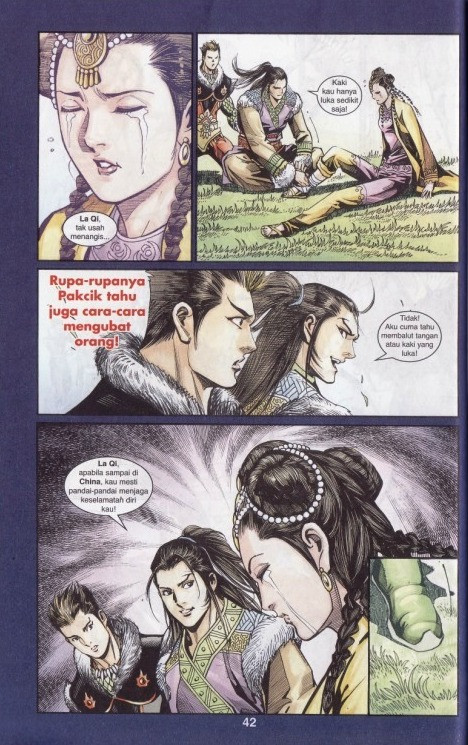 La Qi,
tak usah
menangis...
Kaki
kau hanya
luka sedikit
saja!
Rupa-rupanya
Pakcik tahu
juga cara-cara
mengubat
orang!
Tidak!
Aku cuma tahu
membalut tangan
atau kaki yang
luka!
La Qi,
apabila sampai di
China, kau mesti
pandai-pandai menjaga
keselamatan diri
kau!
42